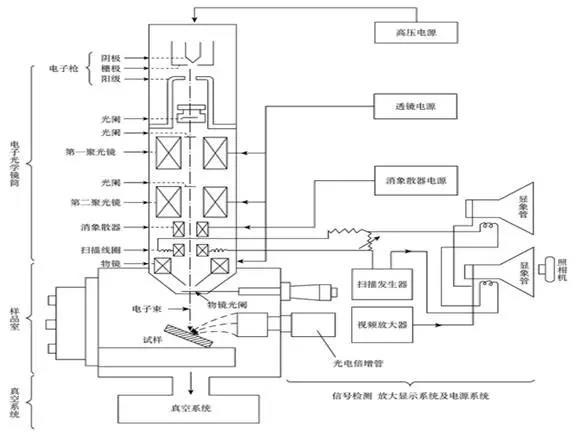 高压电源
电子枪
阴极
栅极
阳级
透镜电源
光阑
光阑
第一聚光镜
电子光学镜筒
光阑
第二聚光镜
消象散器电源
显象管
消象散器
扫描线圈
物镜
显象管
照相机
扫描发生器
物镜光阑
电子束
视频放大器
样品室
试样
光电倍增管
真空系统
真空系统
信号检测 放大显示系统及电源系统